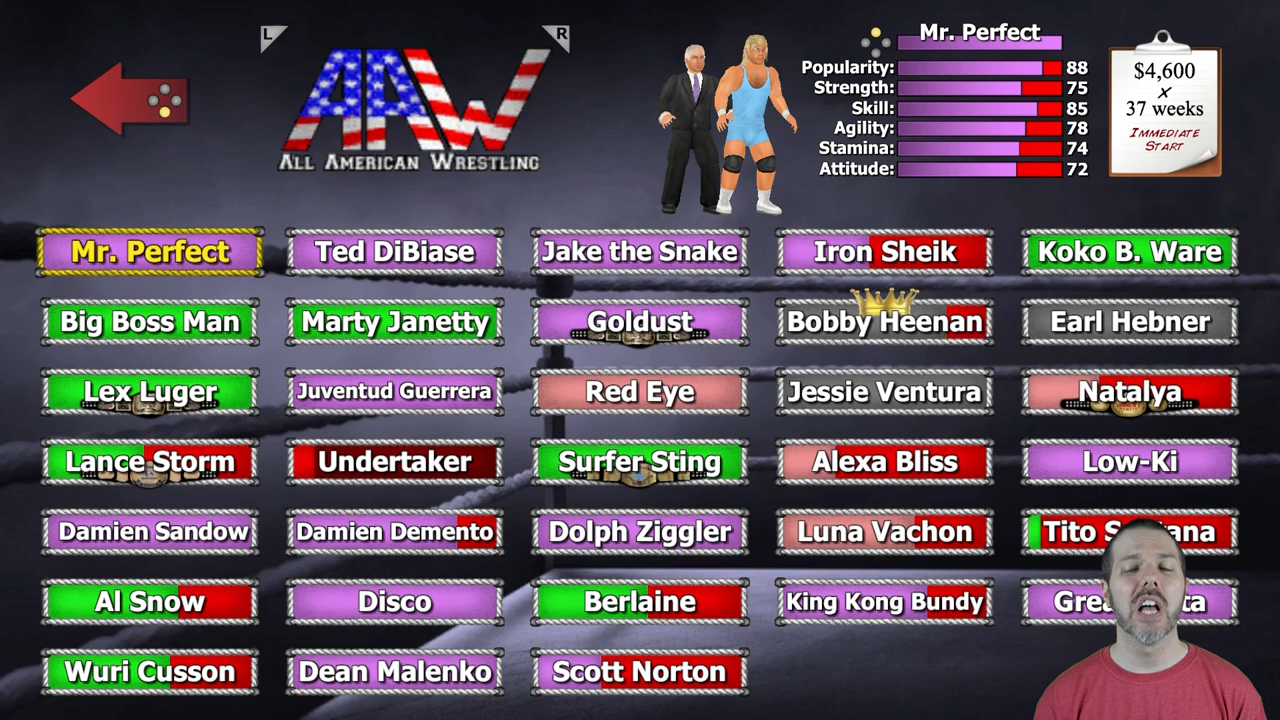 L
R
AAW
ALL AMERICAN WRESTLING
Mr. Perfect
Popularity: 88
Strength: 75
Skill: 85
Agility: 78
Stamina: 74
Attitude: 72
$4,600
x
37 weeks
IMMEDIATE
START
Mr. Perfect
Ted DiBiase
Jake the Snake
Iron Sheik
Koko B. Ware
Big Boss Man
Marty Janetty
Goldust
Bobby Heenan
Earl Hebner
Lex Luger
Juventud Guerrera
Red Eye
Jessie Ventura
Natalya
Lance Storm
Undertaker
Surfer Sting
Alexa Bliss
Low-Ki
Damien Sandow
Damien Demento
Dolph Ziggler
Luna Vachon
Tito
Al Snow
Disco
Berlaine
King Kong Bundy
Wuri Cusson
Dean Malenko
Scott Norton